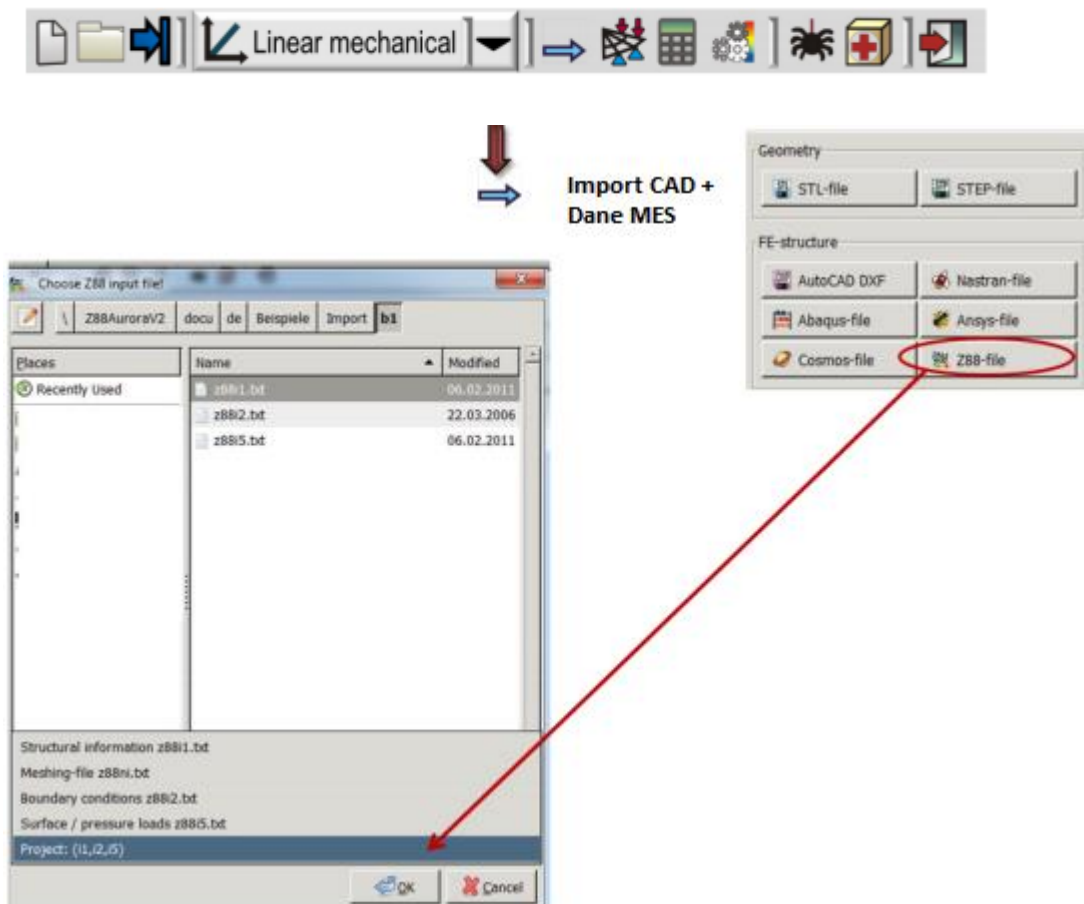 Linear mechanical
Import CAD +
Dane MES
Geometry
STL-file
STEP-file
FE-structure
AutoCAD DXF
Nastran-file
Abaqus-file
Ansys-file
Cosmos-file
Z88-file
Choose Z88 input file!
\ Z88AuroraV2 docu de Beispiele Import b1
Places
Name
Modified
Recently Used
z88i1.txt 06.02.2011
z88i2.txt 22.03.2006
z88i5.txt 06.02.2011
Structural information z88i1.txt
Meshing-file z88ni.txt
Boundary conditions z88i2.txt
Surface / pressure loads z88i5.txt
Project: (i1,i2,i5)
OK
Cancel